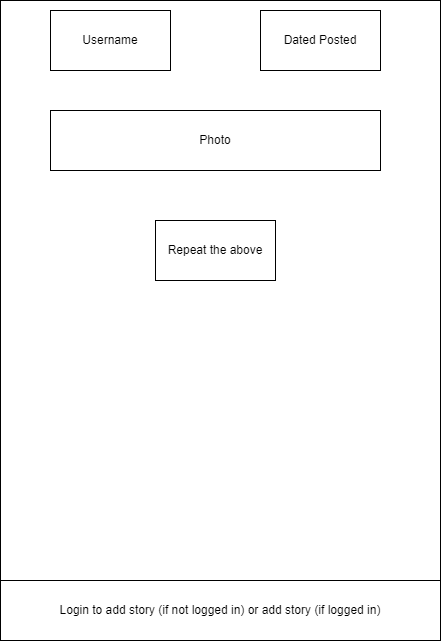 Username
Dated Posted
Photo
Repeat the above
Login to add story (if not logged in) or add story (if logged in)